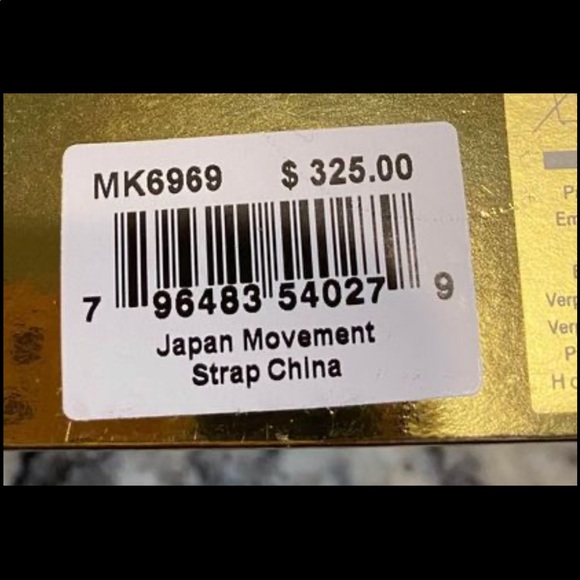 MK6969 $ 325.00
7 96483 54027 9
Japan Movement
Strap China